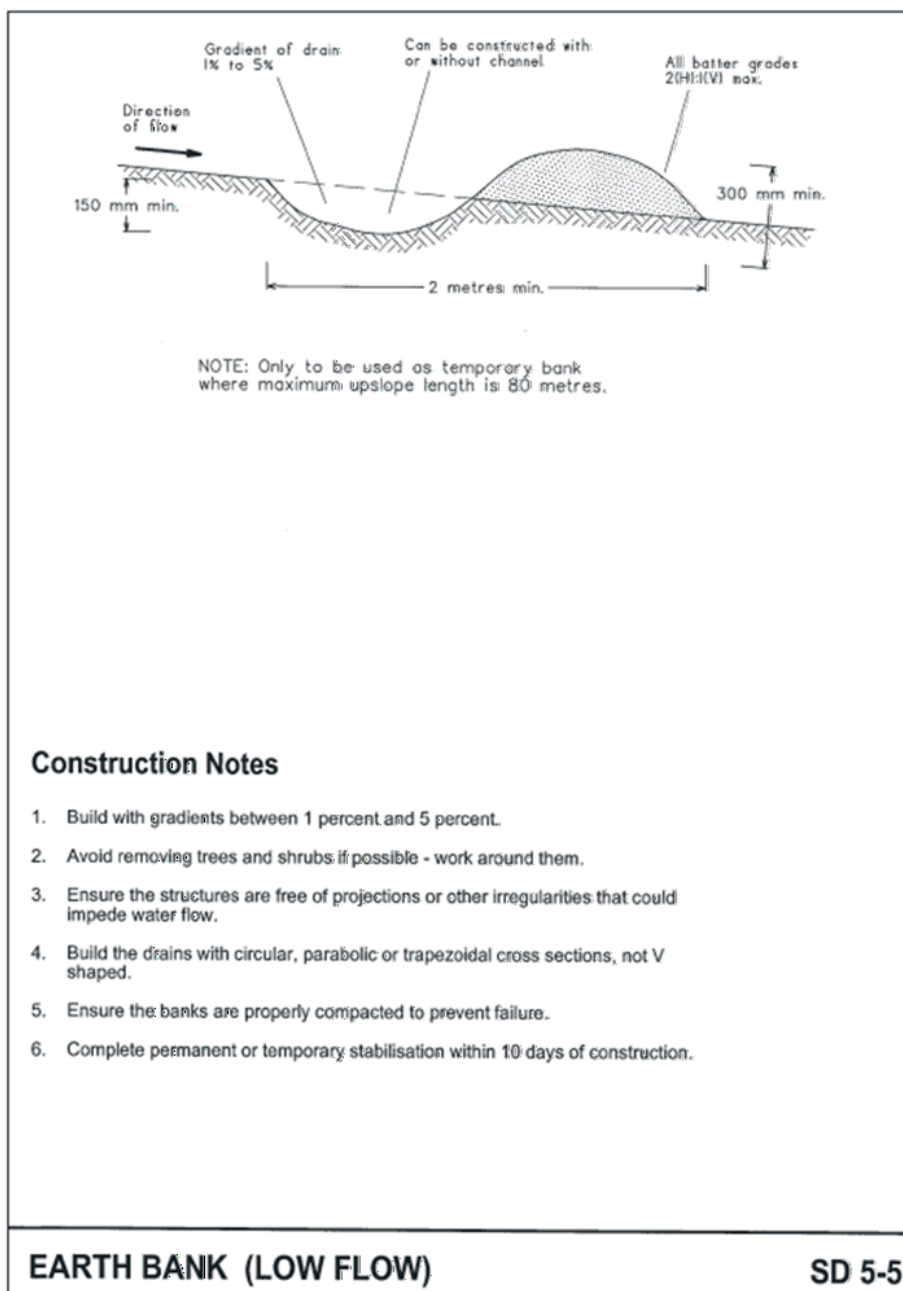 Gradient of drain
1% to 5%
Can be constructed with
or without channel
All batter grades
2(H):1(V) max.
Direction
of flow
150 mm min.
300 mm min.
2 metres min.
NOTE: Only to be used as temporary bank
where maximum upslope length is 80 metres.
Construction Notes
1. Build with gradients between 1 percent and 5 percent.
2. Avoid removing trees and shrubs if possible - work around them.
3. Ensure the structures are free of projections or other irregularities that could
impede water flow.
4. Build the drains with circular, parabolic or trapezoidal cross sections, not V
shaped.
5. Ensure the banks are properly compacted to prevent failure.
6. Complete permanent or temporary stabilisation within 10 days of construction.
EARTH BANK (LOW FLOW)
SD 5-5